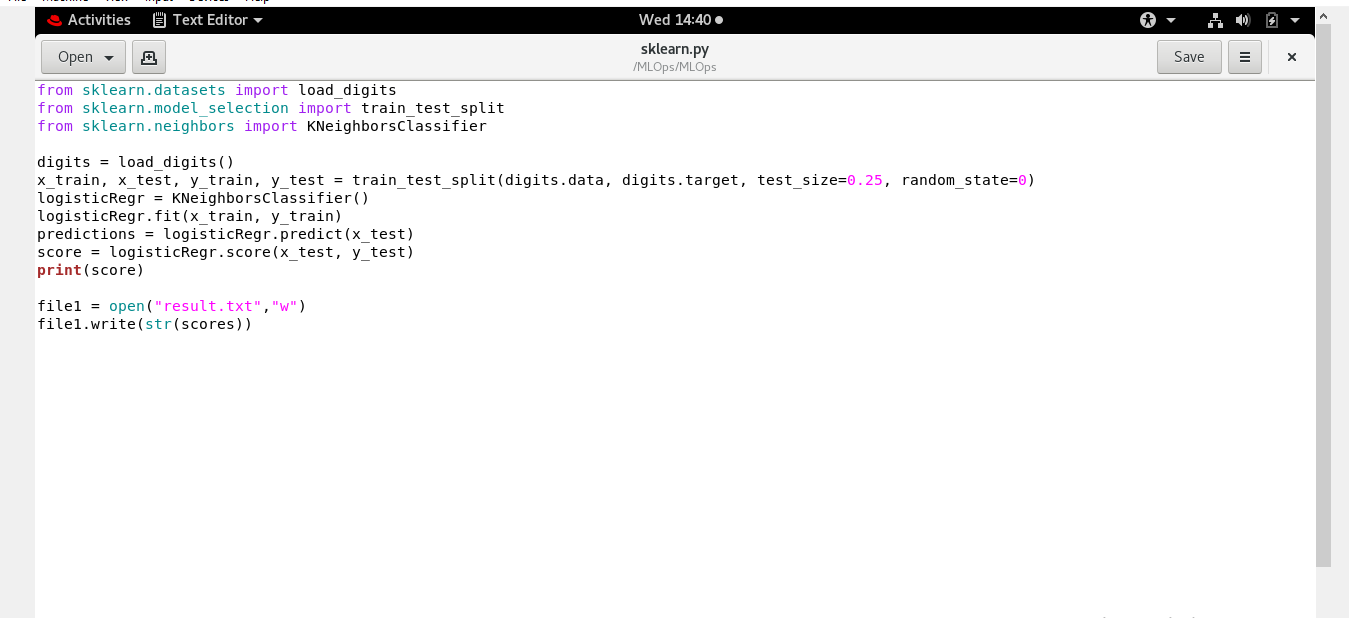 Activities Text Editor Wed 14:40
Open sklearn.py Save
/MLOps/MLOps
from sklearn.datasets import load_digits
from sklearn.model_selection import train_test_split
from sklearn.neighbors import KNeighborsClassifier
digits = load_digits()
x_train, x_test, y_train, y_test = train_test_split(digits.data, digits.target, test_size=0.25, random_state=0)
logisticRegr = KNeighborsClassifier()
logisticRegr.fit(x_train, y_train)
predictions = logisticRegr.predict(x_test)
score = logisticRegr.score(x_test, y_test)
print(score)
file1 = open("result.txt","w")
file1.write(str(scores))